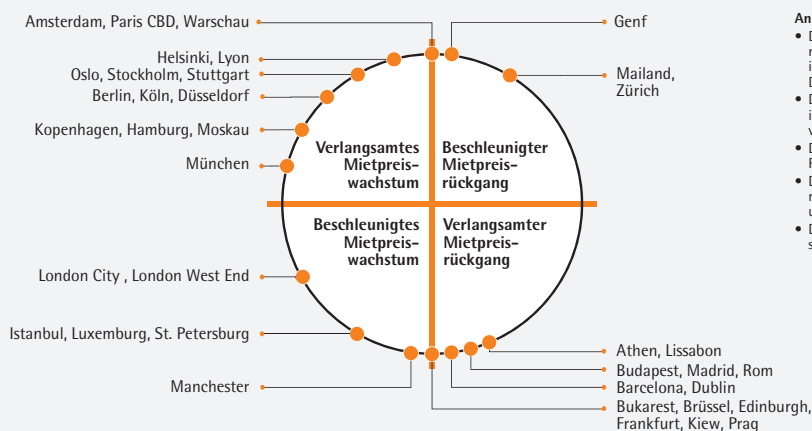 Amsterdam, Paris CBD, Warschau
Helsinki, Lyon
Oslo, Stockholm, Stuttgart
Berlin, Köln, Düsseldorf
Kopenhagen, Hamburg, Moskau
München
London City , London West End
Istanbul, Luxemburg, St. Petersburg
Manchester
Verlangsamtes
Mietpreis-
wachstum
Beschleunigter
Mietpreis-
rückgang
Beschleunigtes
Mietpreis-
wachstum
Verlangsamter
Mietpreis-
rückgang
Genf
Mailand,
Zürich
Athen, Lissabon
Budapest, Madrid, Rom
Barcelona, Dublin
Bukarest, Brüssel, Edinburgh,
Frankfurt, Kiew, Prag